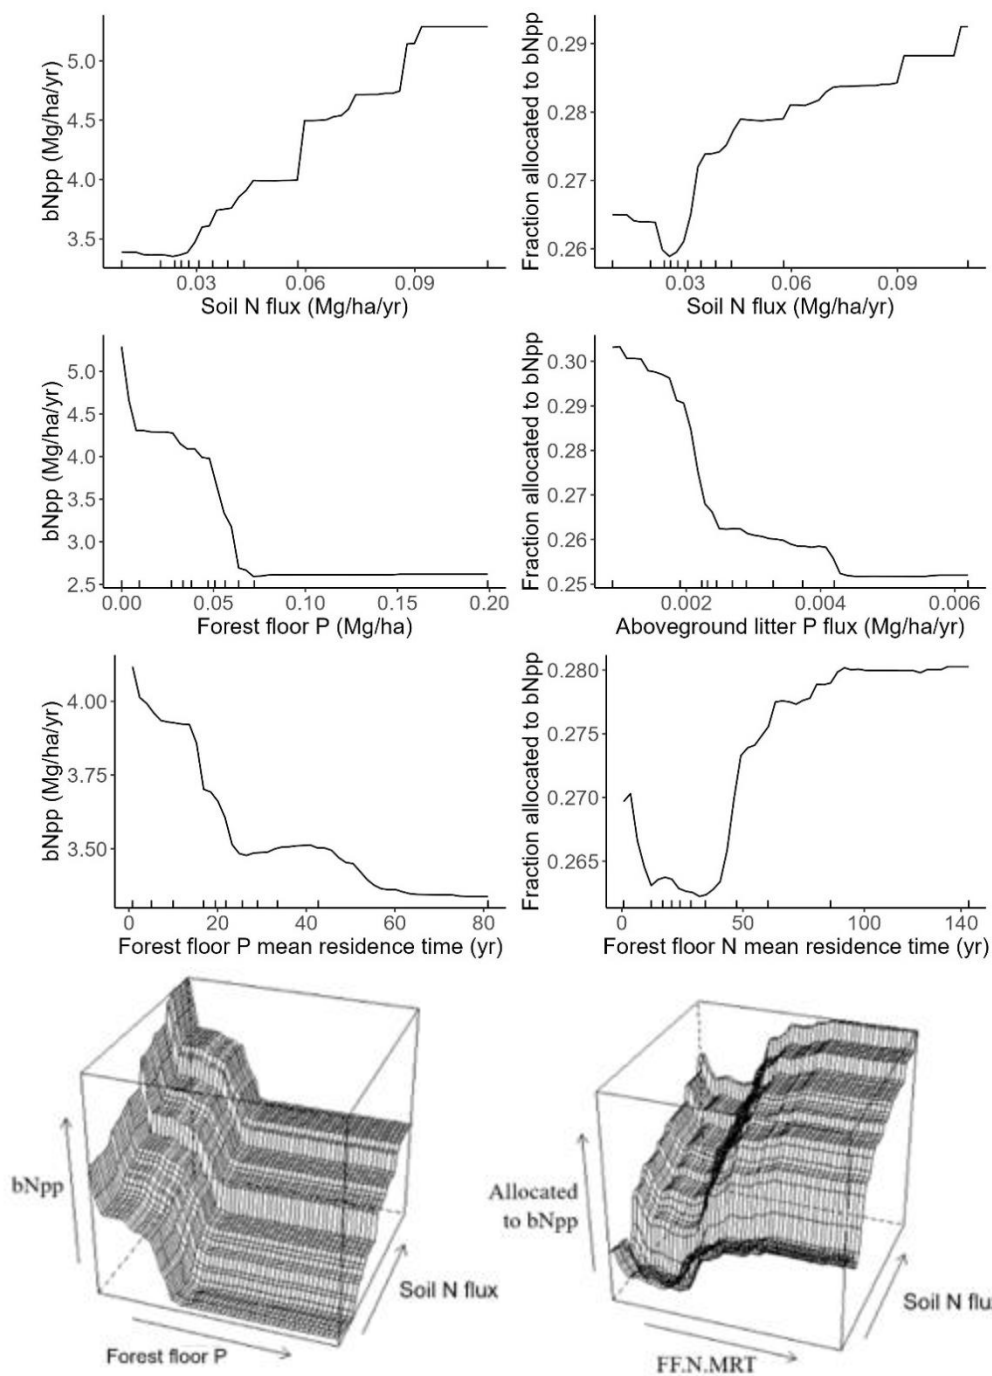 bNpp (Mg/ha/yr)
5.0
4.5
4.0
3.5
0.03 0.06 0.09
Soil N flux (Mg/ha/yr)
Fraction allocated to bNpp
0.29
0.28
0.27
0.26
0.03 0.06 0.09
Soil N flux (Mg/ha/yr)
bNpp (Mg/ha/yr)
5.0
4.5
4.0
3.5
3.0
2.5
0.00 0.05 0.10 0.15 0.20
Forest floor P (Mg/ha)
Fraction allocated to bNpp
0.30
0.29
0.28
0.27
0.26
0.25
0.002 0.004 0.006
Aboveground litter P flux (Mg/ha/yr)
bNpp (Mg/ha/yr)
4.00
3.75
3.50
0 20 40 60 80
Forest floor P mean residence time (yr)
Fraction allocated to bNpp
0.280
0.275
0.270
0.265
0 50 100 140
Forest floor N mean residence time (yr)
bNpp
Soil N flux
Forest floor P
Allocated
to bNpp
Soil N flu
FF.N.MRT